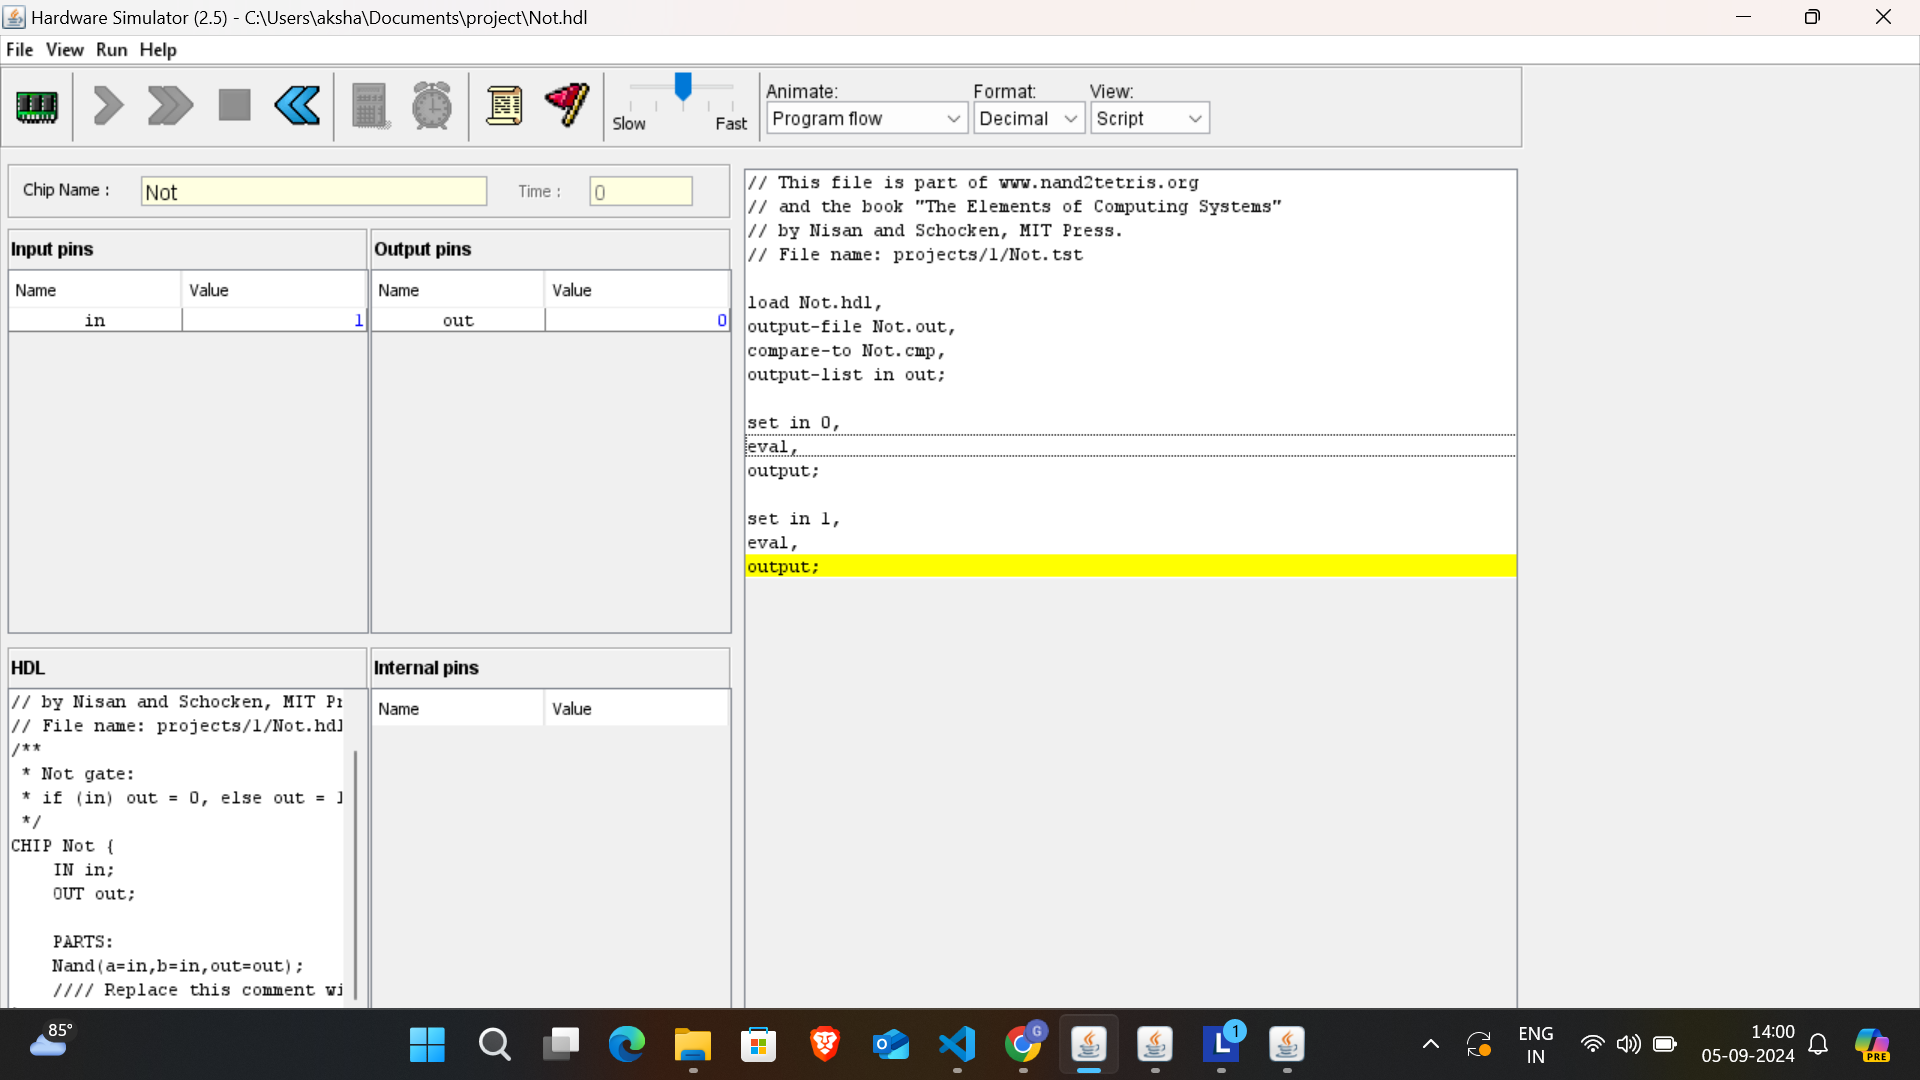 Hardware Simulator (2.5) - C:\Users\aksha\Documents\project\Not.hdl
File View Run Help
Slow Fast
Animate: Format: View:
Program flow Decimal Script
Chip Name : Not Time : 0
Input pins
Name Value
in 1
Output pins
Name Value
out 0
HDL
// by Nisan and Schocken, MIT Pr
// File name: projects/1/Not.hdl
/**
* Not gate:
* if (in) out = 0, else out = 1
*/
CHIP Not {
IN in;
OUT out;
PARTS:
Nand(a=in,b=in,out=out);
//// Replace this comment wi
Internal pins
Name Value
// This file is part of www.nand2tetris.org
// and the book "The Elements of Computing Systems"
// by Nisan and Schocken, MIT Press.
// File name: projects/1/Not.tst
load Not.hdl,
output-file Not.out,
compare-to Not.cmp,
output-list in out;
set in 0,
eval,
output;
set in 1,
eval,
output;
85°
G
L 1
ENG
IN
14:00
05-09-2024
PRE